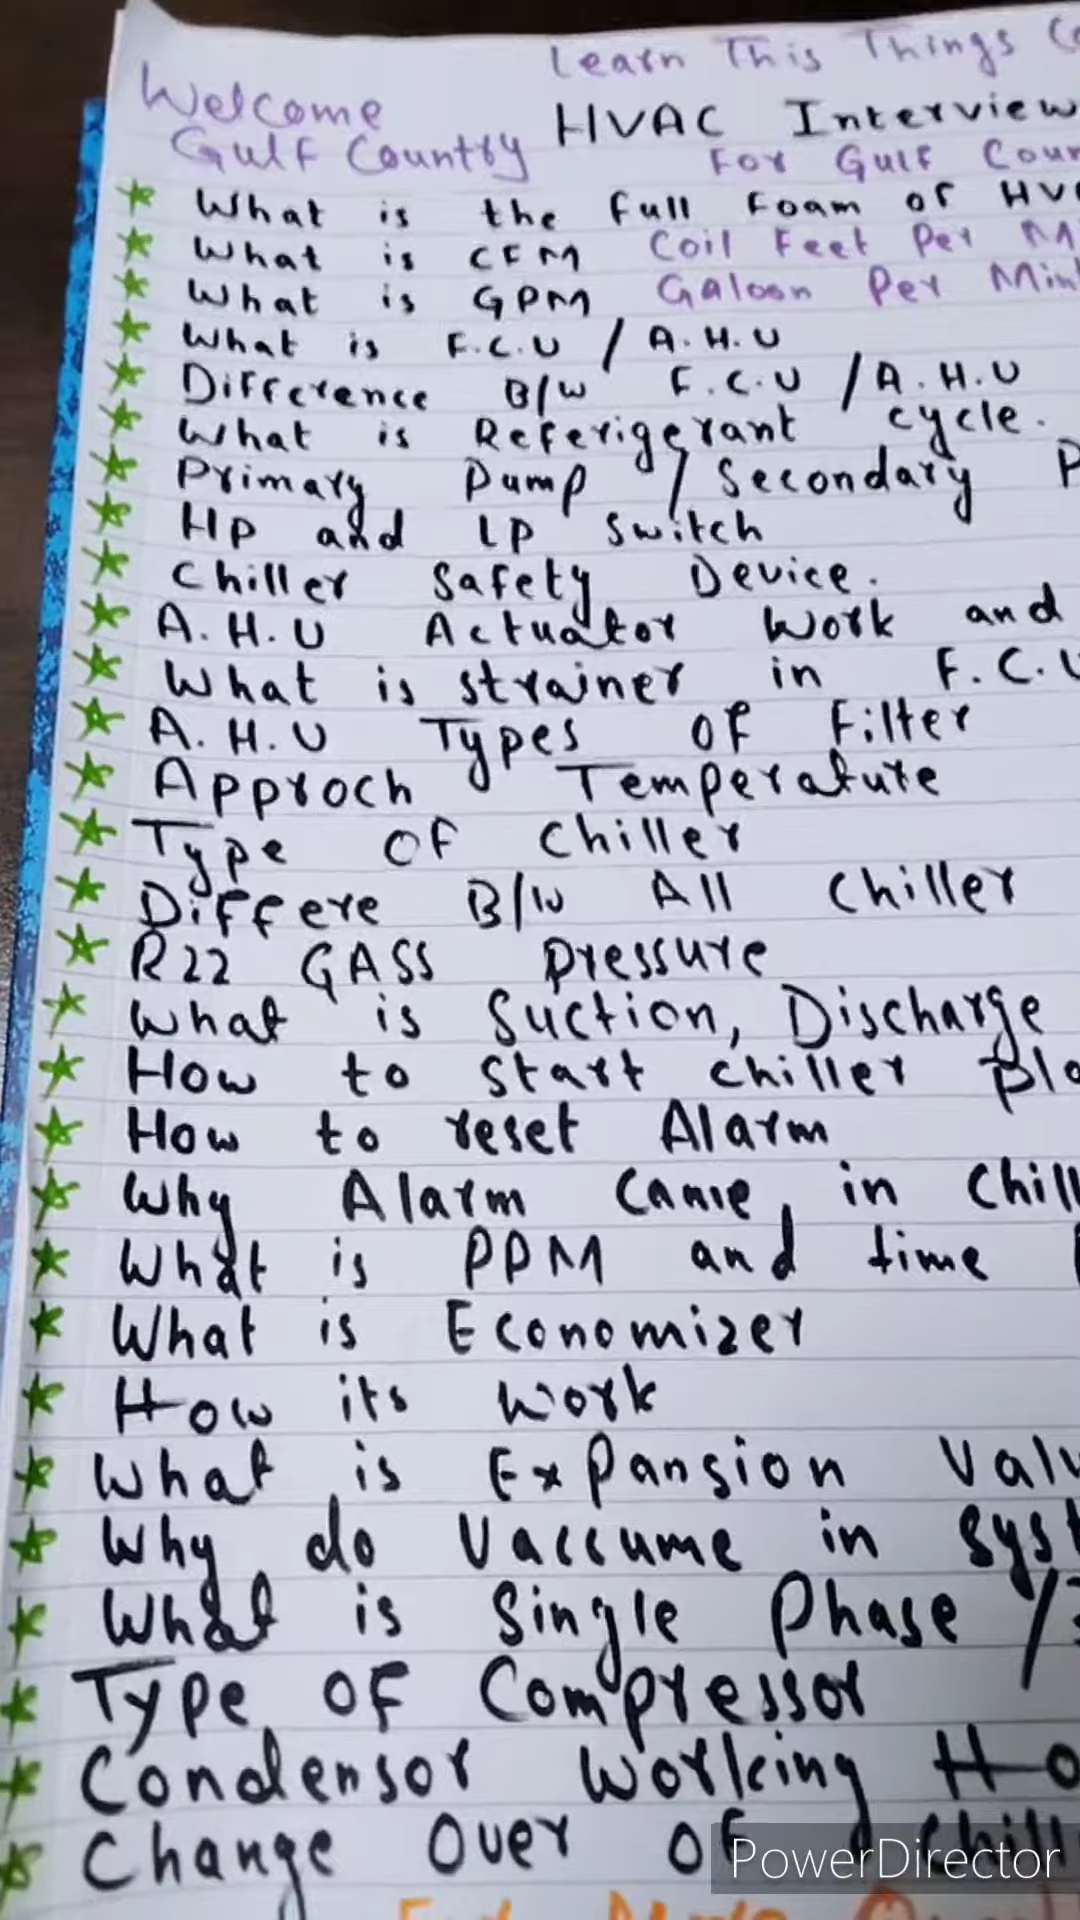 Learn This Things
Welcome
Gulf Country
HVAC Interview
For Gulf
What is the full Foam of
What is CFM Coil Feet Per
What is GPM Galoon Per
What is F.C.U / A.H.U
Difference B/W F.C.U / A.H.U
What is Referigerant cycle.
Primary Pump / Secondary
HP and LP Switch
Chiller Safety Device.
A.H.U Actuator Work and
What is strainer in
A.H.U Types OF Filter
Approch Temperature
Type OF chiller
Differe B/W All chiller
R22 GASS pressure
What is Suction, Discharge
How to start chiller
How to reset Alarm
Why Alarm Came, in
What is PPM and time
What is Economizer
How its work
What is Expansion
Why do Vaccume in
What is Single Phase /
Type OF Compressor
Condensor Working
Change Over OF
PowerDirector